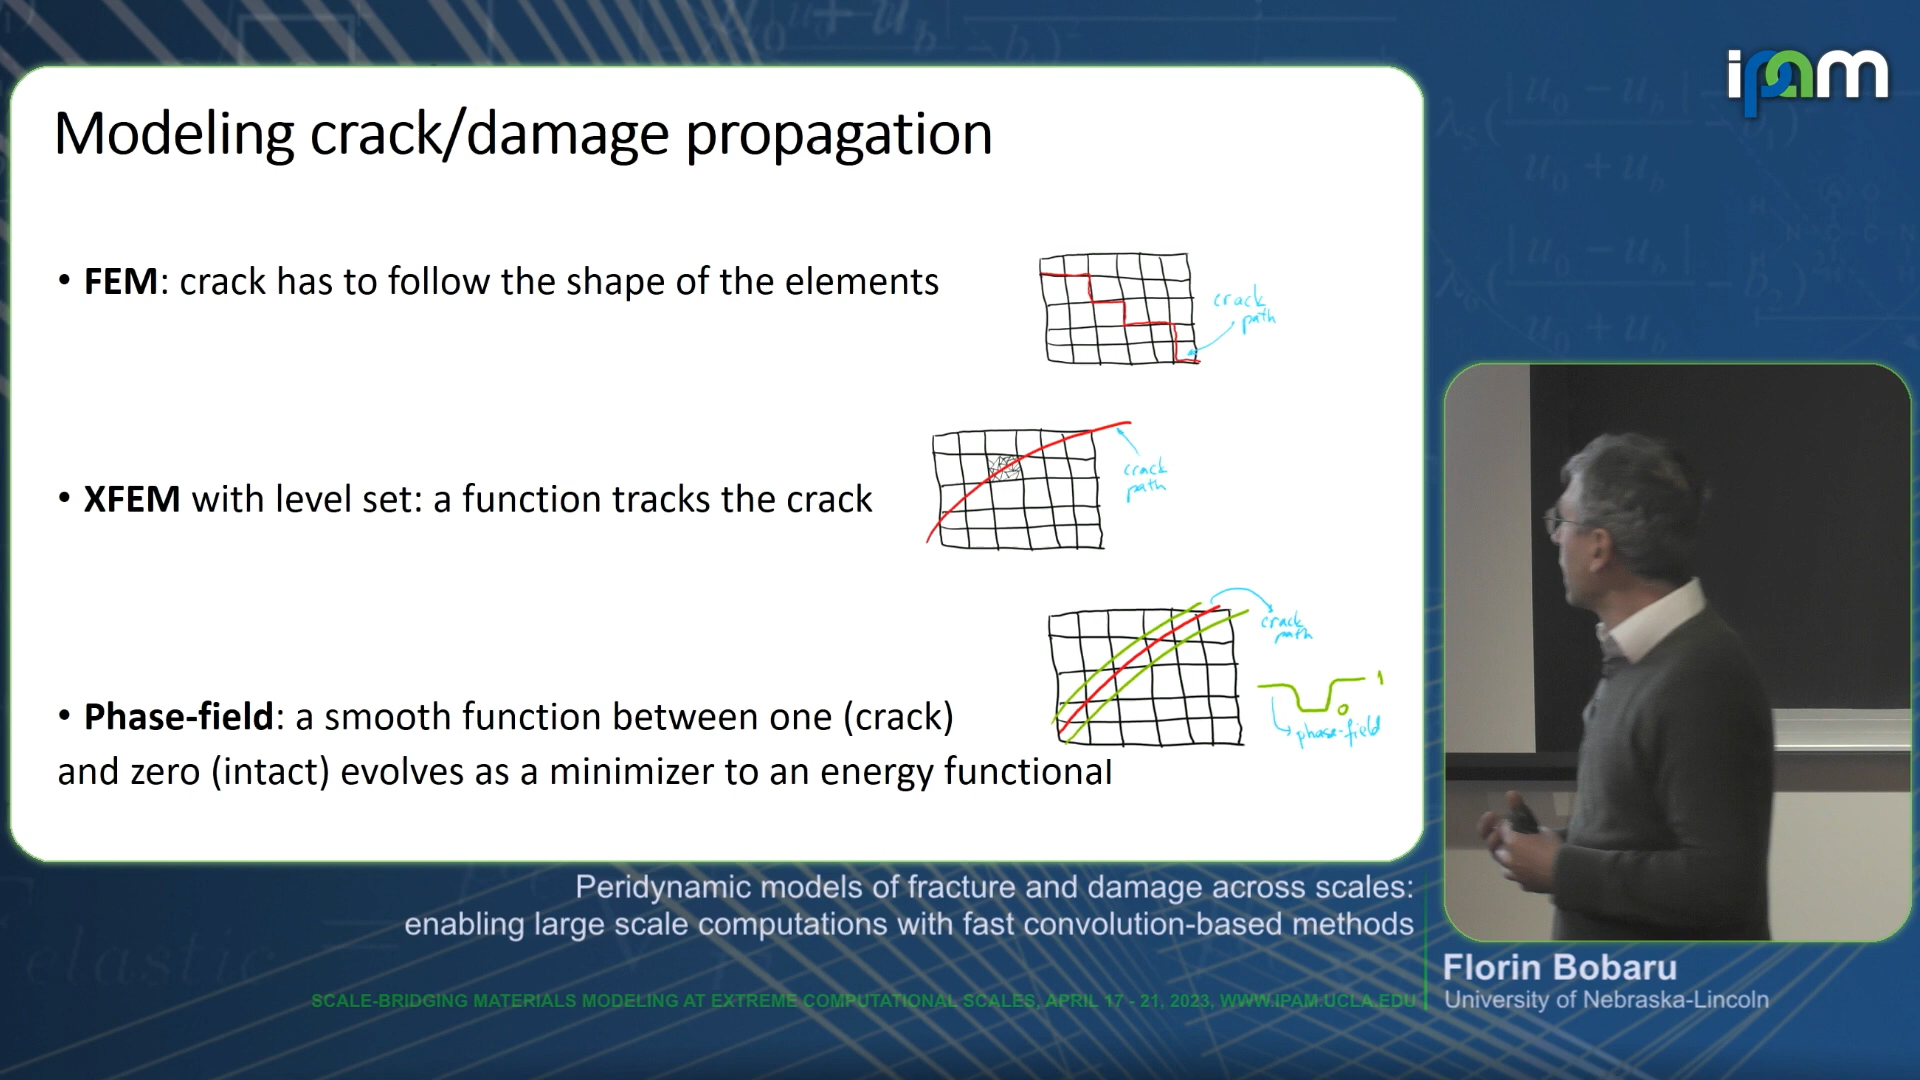 ipam
Modeling crack/damage propagation
• FEM: crack has to follow the shape of the elements
crack
path
• XFEM with level set: a function tracks the crack
crack
path
crack
path
• Phase-field: a smooth function between one (crack)
and zero (intact) evolves as a minimizer to an energy functional
1
0
phase-field
Peridynamic models of fracture and damage across scales:
enabling large scale computations with fast convolution-based methods
SCALE-BRIDGING MATERIALS MODELING AT EXTREME COMPUTATIONAL SCALES, APRIL 17 - 21, 2023, WWW.IPAM.UCLA.EDU
Florin Bobaru
University of Nebraska-Lincoln
elastic